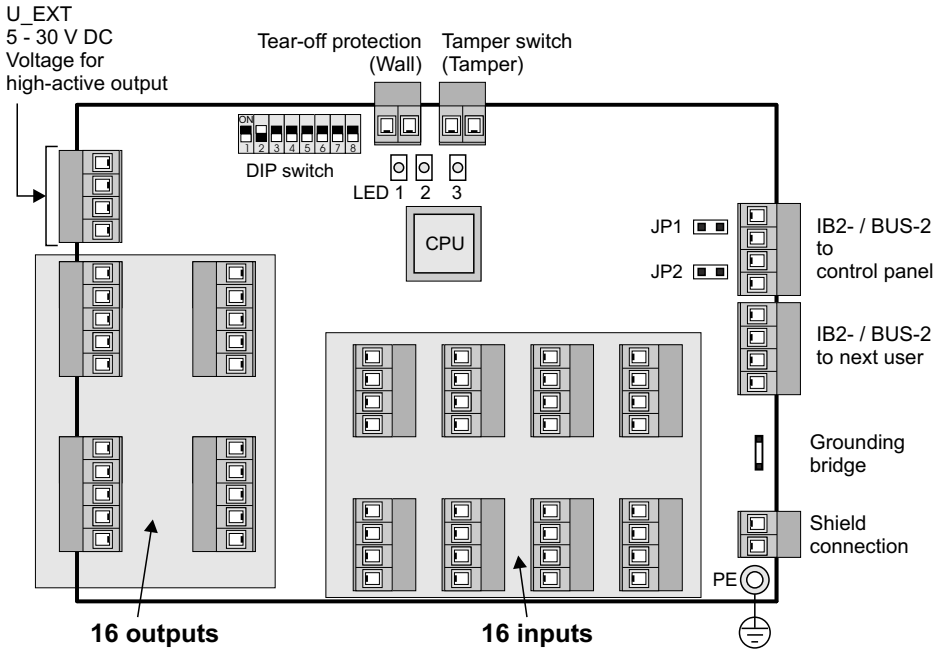 U_EXT
5 - 30 V DC
Voltage for
high-active output
Tear-off protection
(Wall)
Tamper switch
(Tamper)
ON
1 2 3 4 5 6 7 8
DIP switch
LED 1 2 3
CPU
JP1
JP2
IB2- / BUS-2
to
control panel
IB2- / BUS-2
to next user
Grounding
bridge
Shield
connection
PE
16 outputs
16 inputs